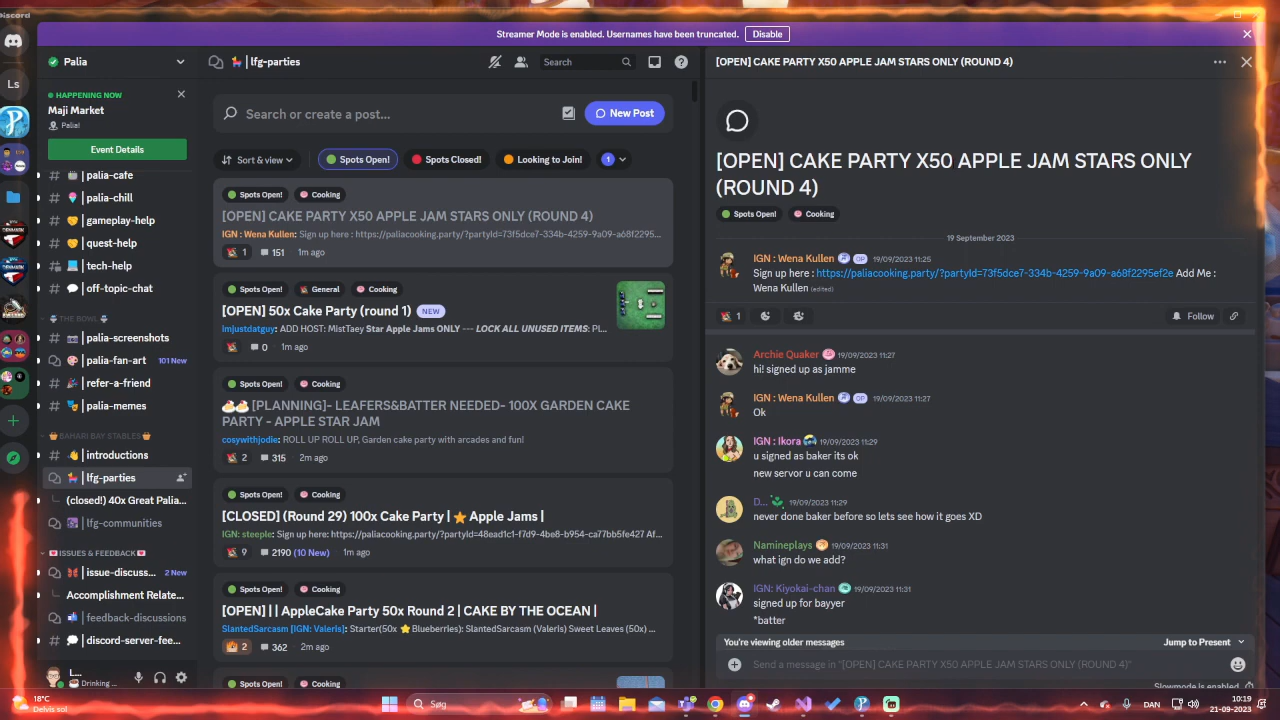 Discord
Streamer Mode is enabled. Usernames have been truncated.
Disable
Palia
HAPPENING NOW
Maji Market
Palia!
Event Details
palia-cafe
palia-chill
gameplay-help
quest-help
tech-help
off-topic-chat
THE BOWL
palia-screenshots
palia-fan-art
101 New
refer-a-friend
palia-memes
BAHARI BAY STABLES
introductions
lfg-parties
(closed!) 40x Great Palia...
lfg-communities
ISSUES & FEEDBACK
issue-discuss...
2 New
Accomplishment Relate...
feedback-discussions
discord-server-fee...
L...
Drinking ...
Ls
lfg-parties
Search
Search or create a post...
New Post
Sort & view
Spots Open!
Spots Closed!
Looking to Join!
1
Spots Open!
Cooking
[OPEN] CAKE PARTY X50 APPLE JAM STARS ONLY (ROUND 4)
IGN : Wena Kullen: Sign up here : https://paliacooking.party/?partyId=73f5dce7-334b-4259-9a09-a68f2295...
1
151
1m ago
Spots Open!
General
Cooking
[OPEN] 50x Cake Party (round 1)
NEW
Imjustdatguy: ADD HOST: MIstTaey Star Apple Jams ONLY --- LOCK ALL UNUSED ITEMS: Pl...
0
1m ago
Spots Open!
Cooking
[PLANNING]- LEAFERS&BATTER NEEDED- 100X GARDEN CAKE
PARTY - APPLE STAR JAM
cosywithjodie: ROLL UP ROLL UP, Garden cake party with arcades and fun!
2
315
2m ago
Spots Open!
Cooking
[CLOSED] (Round 29) 100x Cake Party | ⭐ Apple Jams |
IGN: steeple: Sign up here: https://paliacooking.party/?partyId=48ead1c1-f7d9-4be8-b954-ca77bb5fe427 Af...
9
2190 (10 New)
1m ago
Spots Open!
Cooking
[OPEN] | | AppleCake Party 50x Round 2 | CAKE BY THE OCEAN |
SlantedSarcasm [IGN: Valeris]: Starter(50x ⭐ Blueberries): SlantedSarcasm (Valeris) Sweet Leaves (50x) ...
2
362
2m ago
Spots Open!
Cooking
[OPEN] CAKE PARTY X50 APPLE JAM STARS ONLY (ROUND 4)
[OPEN] CAKE PARTY X50 APPLE JAM STARS ONLY
(ROUND 4)
Spots Open!
Cooking
19 September 2023
IGN : Wena Kullen OP 19/09/2023 11:25
Sign up here : https://paliacooking.party/?partyId=73f5dce7-334b-4259-9a09-a68f2295ef2e Add Me :
Wena Kullen (edited)
1
Follow
Archie Quaker 19/09/2023 11:27
hi! signed up as jamme
IGN : Wena Kullen OP 19/09/2023 11:27
Ok
IGN : Ikora 19/09/2023 11:29
u signed as baker its ok
new servor u can come
D... 19/09/2023 11:29
never done baker before so lets see how it goes XD
Namineplays 19/09/2023 11:31
what ign do we add?
IGN: Kiyokai-chan 19/09/2023 11:31
signed up for bayyer
*batter
You're viewing older messages
Jump to Present
Send a message in "[OPEN] CAKE PARTY X50 APPLE JAM STARS ONLY (ROUND 4)"
Slowmode is enabled.
18°C
Delvis sol
Søg
DAN
10:19
21-09-2023